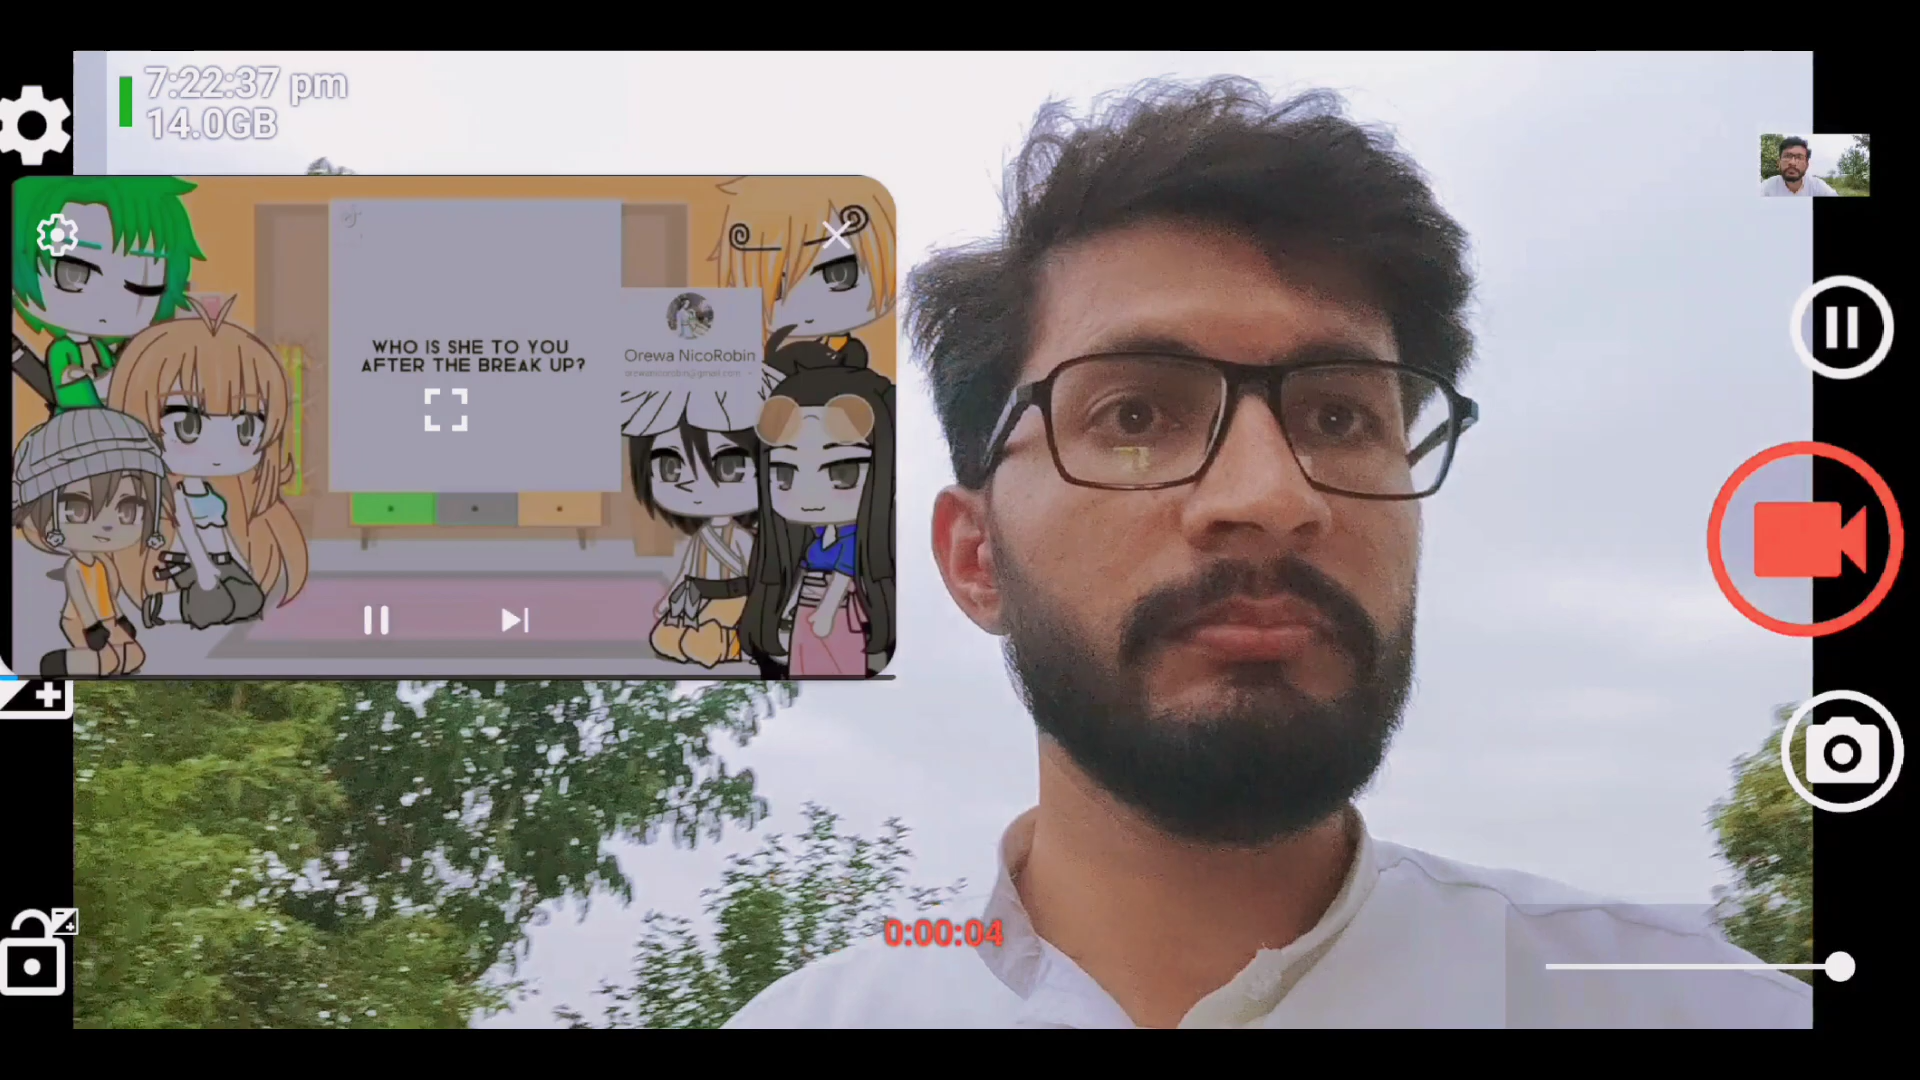 7:22:37 pm
14.0GB
WHO IS SHE TO YOU
AFTER THE BREAK UP?
Orewa NicoRobin
0:00:04